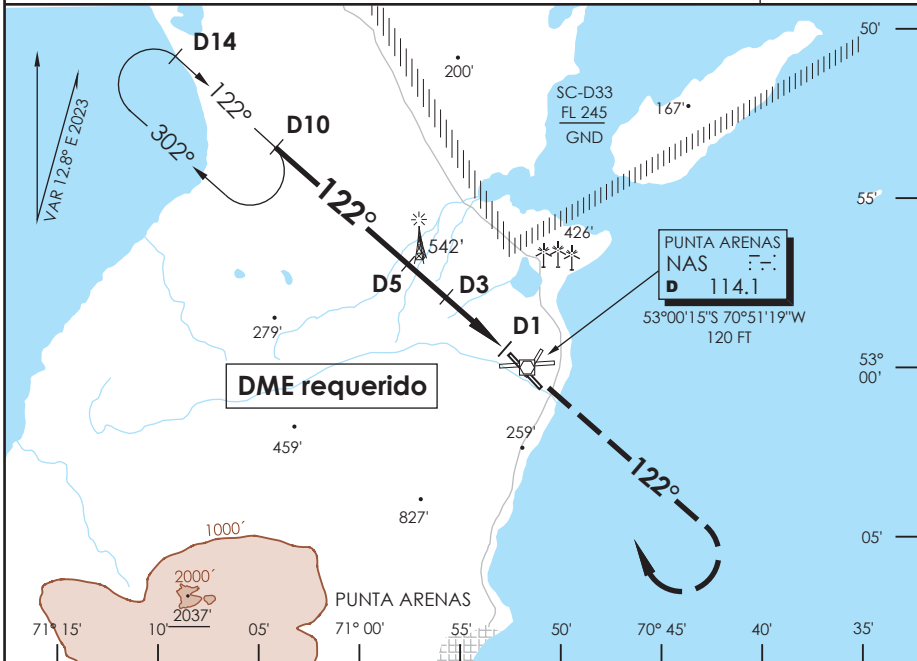 50'
D14
200'
122°
SC-D33
FL 245
GND
167'
302°
D10
VAR 12.8° E 2023
122°
55'
426'
542'
PUNTA ARENAS
NAS
D 114.1
53°00'15"S 70°51'19"W
120 FT
D5
D3
D1
279'
53°
00'
DME requerido
259'
459'
122°
827'
05'
1000´
2000´
2037'
PUNTA ARENAS
71° 15' 10' 05' 71° 00' 55' 50' 70° 45' 40' 35'